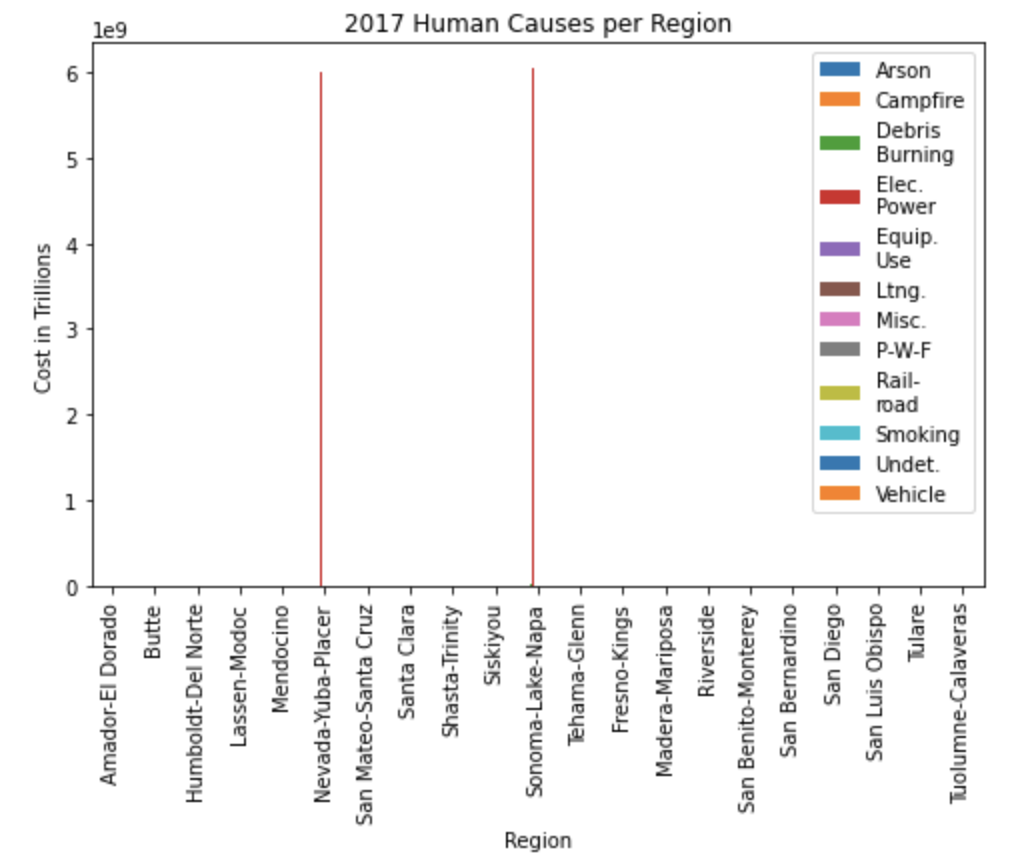 2017 Human Causes per Region
1e9
6
5
4
3
2
1
0
Cost in Trillions
Arson
Campfire
Debris
Burning
Elec.
Power
Equip.
Use
Ltng.
Misc.
P-W-F
Rail-
road
Smoking
Undet.
Vehicle
Amador-El Dorado
Butte
Humboldt-Del Norte
Lassen-Modoc
Mendocino
Nevada-Yuba-Placer
San Mateo-Santa Cruz
Santa Clara
Shasta-Trinity
Siskiyou
Sonoma-Lake-Napa
Tehama-Glenn
Fresno-Kings
Madera-Mariposa
Riverside
San Benito-Monterey
San Bernardino
San Diego
San Luis Obispo
Tulare
Tuolumne-Calaveras
Region